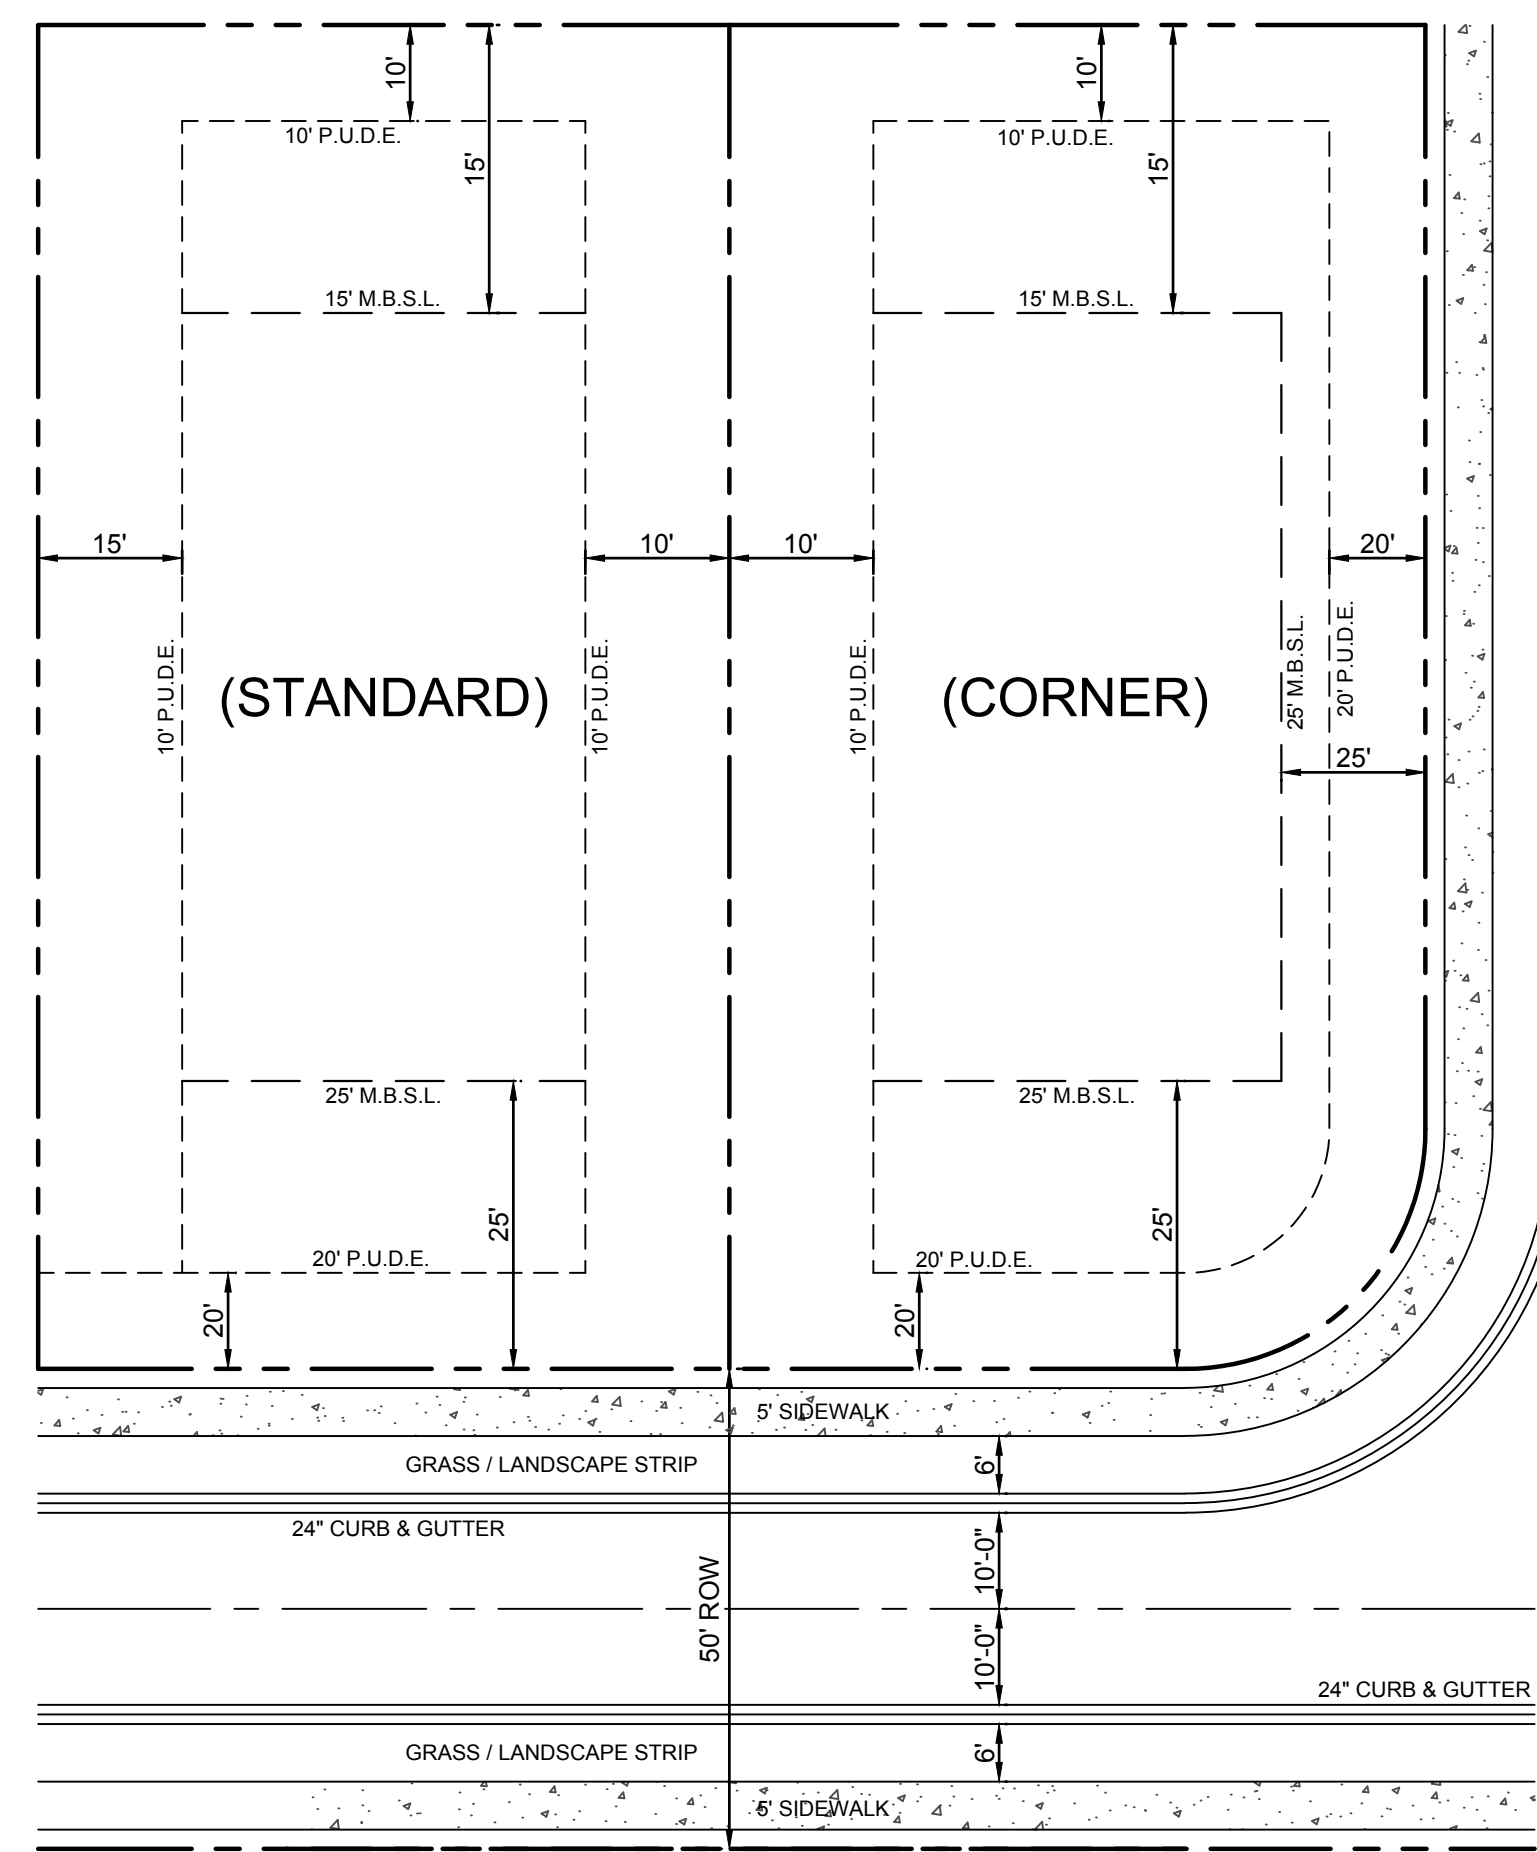 10'
10'
10' P.U.D.E.
10' P.U.D.E.
15'
15'
15' M.B.S.L.
15' M.B.S.L.
15'
10'
10'
20'
10' P.U.D.E.
(STANDARD)
10' P.U.D.E.
10' P.U.D.E.
(CORNER)
25' M.B.S.L.
20' P.U.D.E.
25'
25' M.B.S.L.
25' M.B.S.L.
25'
25'
20' P.U.D.E.
20' P.U.D.E.
20'
20'
5' SIDEWALK
GRASS / LANDSCAPE STRIP
6'
24" CURB & GUTTER
10'-0"
50' ROW
10'-0"
24" CURB & GUTTER
GRASS / LANDSCAPE STRIP
6'
5' SIDEWALK